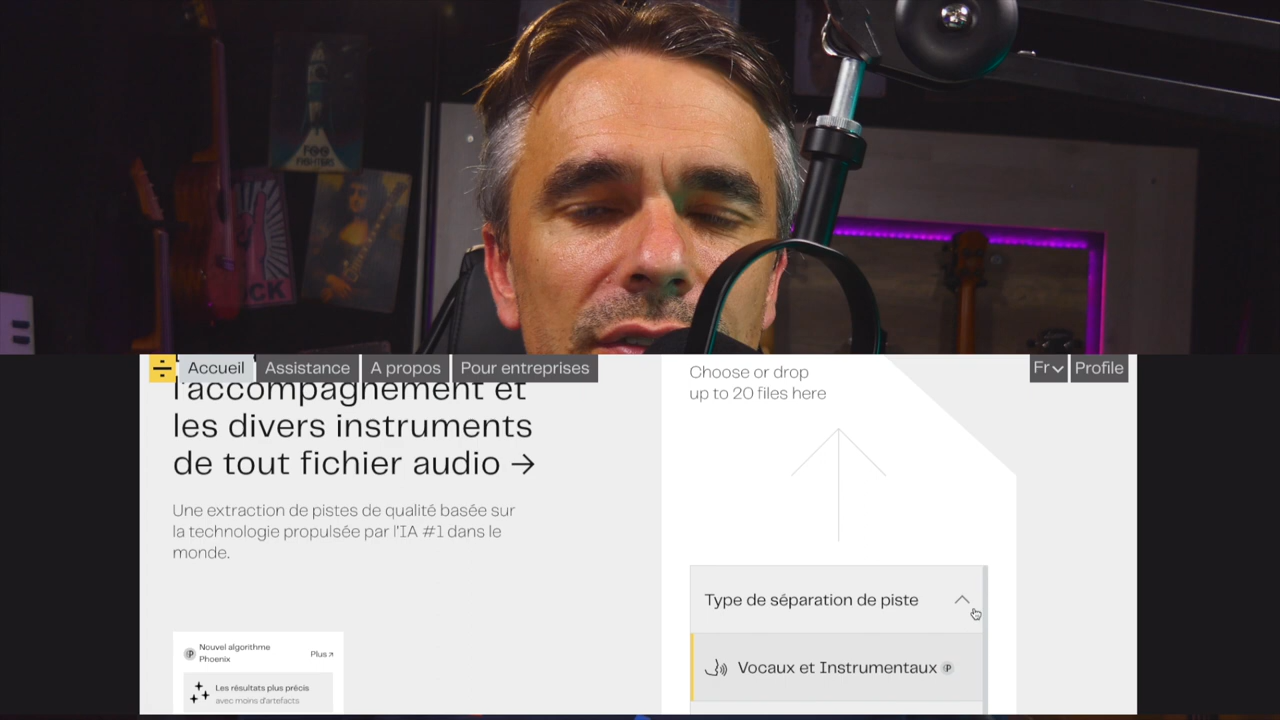 FOO
FIGHTERS
CK
Accueil
Assistance
A propos
Pour entreprises
Fr
Profile
l'accompagnement et
les divers instruments
de tout fichier audio →
Une extraction de pistes de qualité basée sur
la technologie propulsée par l'IA #1 dans le
monde.
Nouvel algorithme
Phoenix
Plus ↗
Les résultats plus précis
avec moins d'artefacts
Choose or drop
up to 20 files here
Type de séparation de piste
Vocaux et Instrumentaux
P